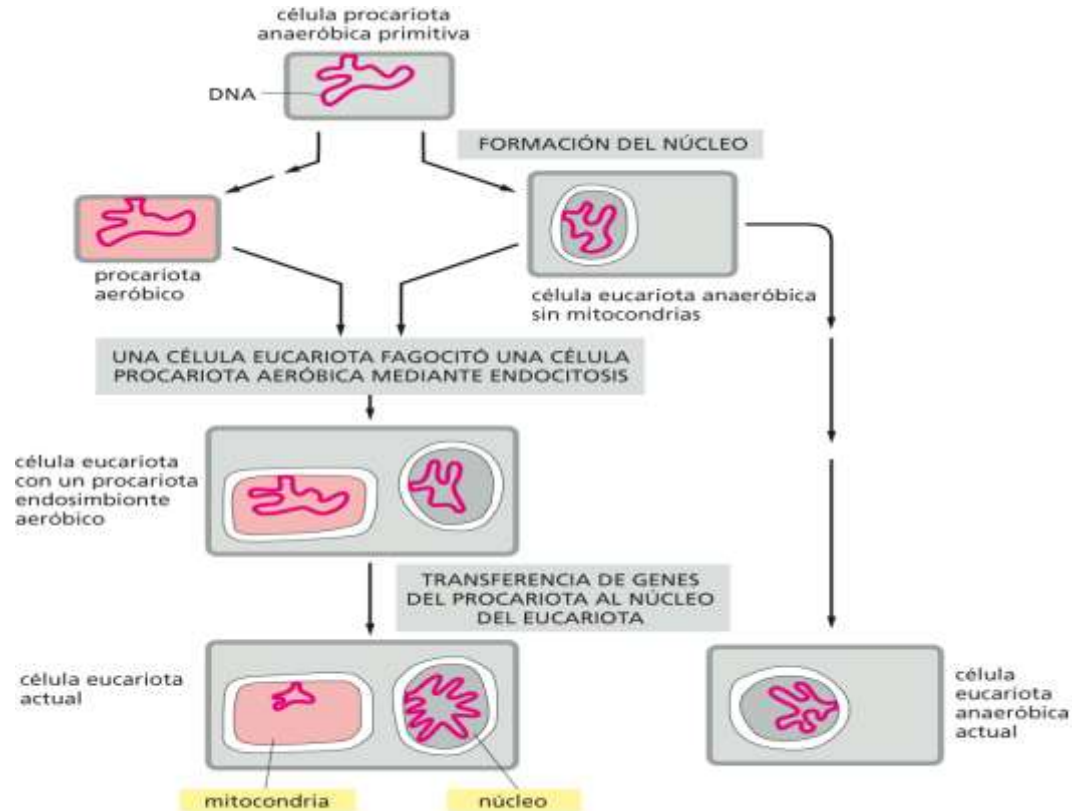 célula procariota
anaeróbica primitiva
DNA
FORMACIÓN DEL NÚCLEO
procariota
aeróbico
célula eucariota anaeróbica
sin mitocondrias
UNA CÉLULA EUCARIOTA FAGOCITÓ UNA CÉLULA
PROCARIOTA AERÓBICA MEDIANTE ENDOCITOSIS
célula eucariota
con un procariota
endosimbionte
aeróbico
TRANSFERENCIA DE GENES
DEL PROCARIOTA AL NÚCLEO
DEL EUCARIOTA
célula eucariota
actual
célula
eucariota
anaeróbica
actual
mitocondria
núcleo